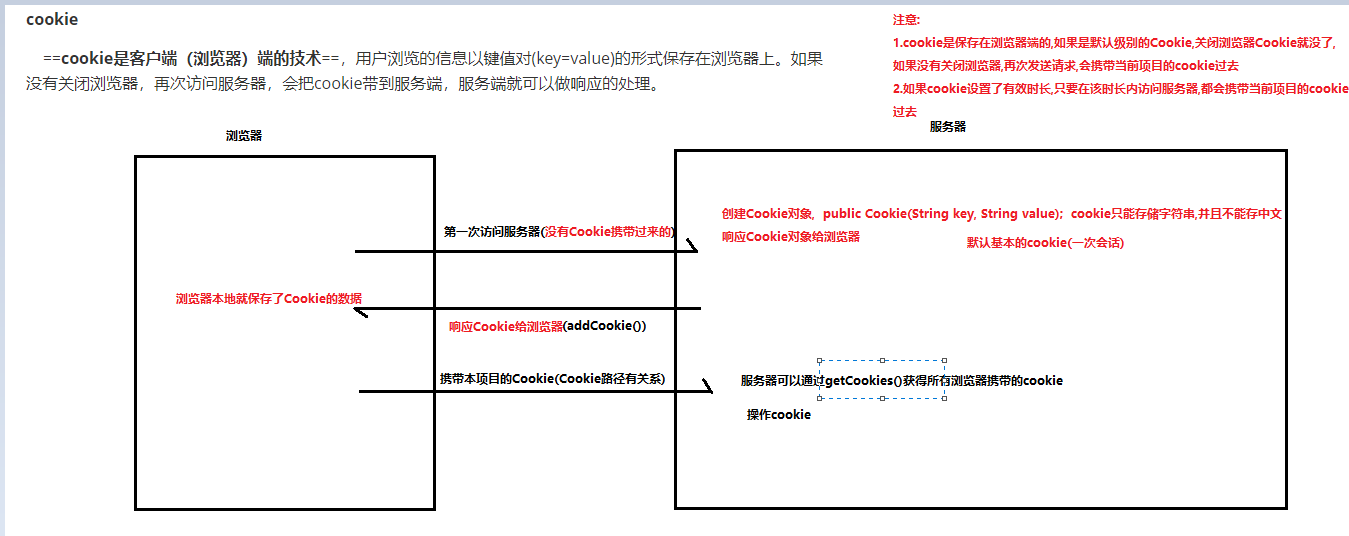 cookie
==cookie是客户端（浏览器）端的技术==，用户浏览的信息以键值对(key=value)的形式保存在浏览器上。如果
没有关闭浏览器，再次访问服务器，会把cookie带到服务端，服务端就可以做响应的处理。
注意:
1.cookie是保存在浏览器端的,如果是默认级别的Cookie,关闭浏览器Cookie就没了,
如果没有关闭浏览器,再次发送请求,会携带当前项目的cookie过去
2.如果cookie设置了有效时长,只要在该时长内访问服务器,都会携带当前项目的cookie
过去
浏览器
服务器
创建Cookie对象，public Cookie(String key, String value)；cookie只能存储字符串,并且不能存中文
第一次访问服务器(没有Cookie携带过来的)
响应Cookie对象给浏览器
默认基本的cookie(一次会话)
浏览器本地就保存了Cookie的数据
响应Cookie给浏览器(addCookie())
携带本项目的Cookie(Cookie路径有关系)
服务器可以通过getCookies()获得所有浏览器携带的cookie
操作cookie